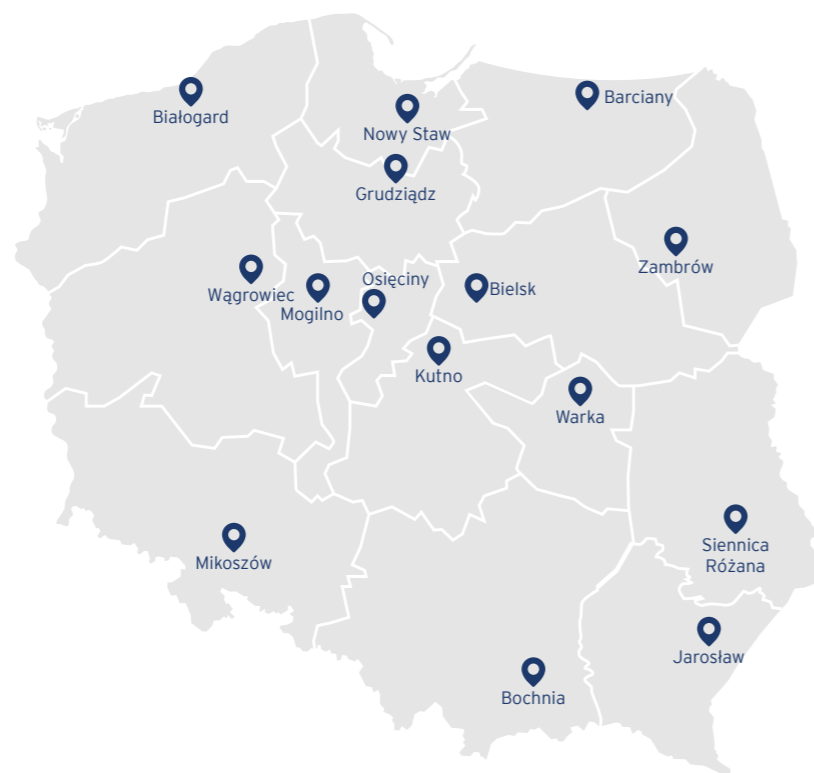 Białogard
Nowy Staw
Barciany
Grudziądz
Zambrów
Wągrowiec
Mogilno
Osięciny
Bielsk
Kutno
Warka
Mikoszów
Siennica
Różana
Jarosław
Bochnia